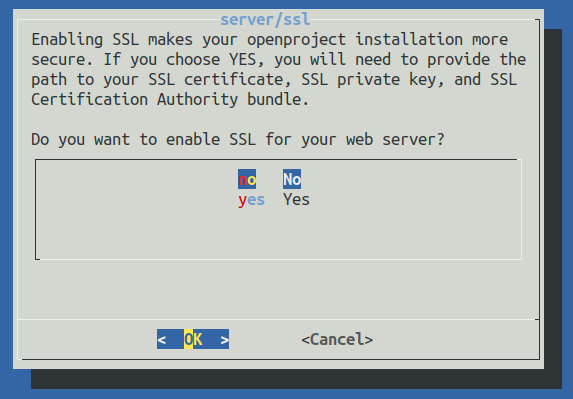 server/ssl
Enabling SSL makes your openproject installation more
secure. If you choose YES, you will need to provide the
path to your SSL certificate, SSL private key, and SSL
Certification Authority bundle.
Do you want to enable SSL for your web server?
no No
yes Yes
< OK > <Cancel>